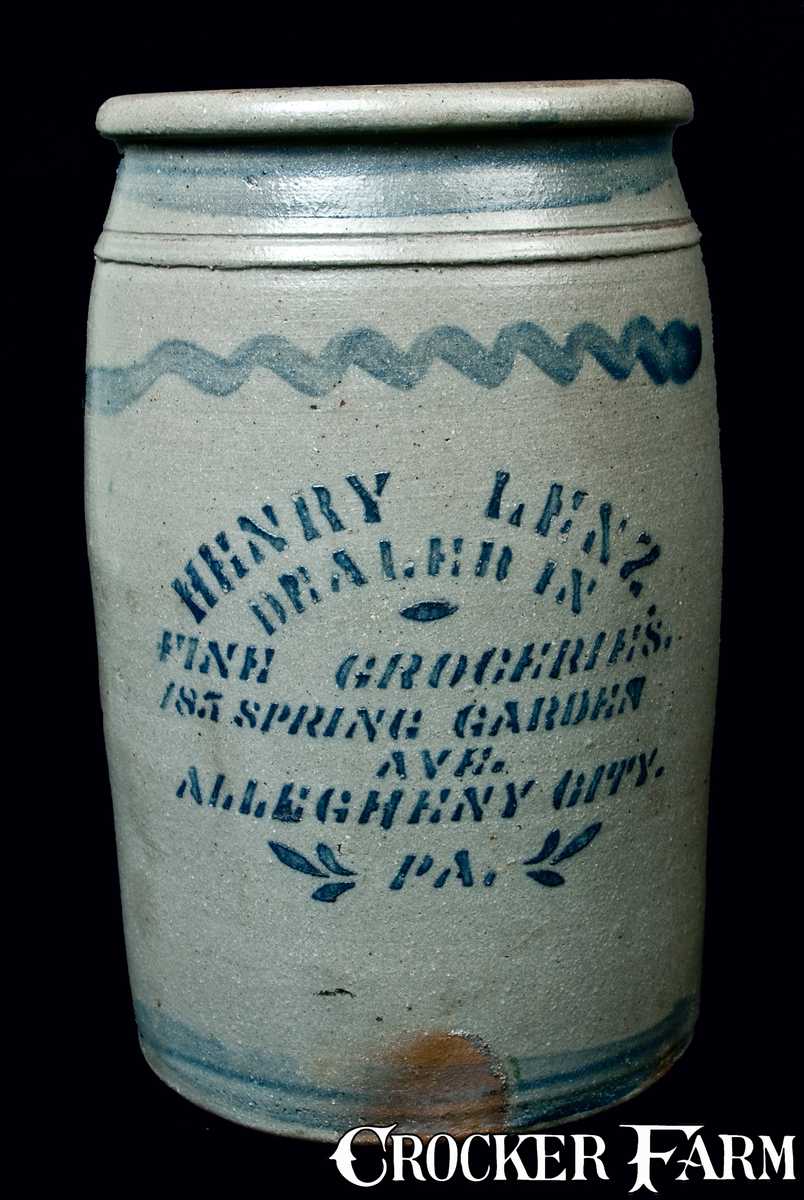 HENRY LENZ.
DEALER IN
FINE GROCERIES.
185 SPRING GARDEN
AVE.
ALLEGHENY CITY.
PA.
CROCKER FARM